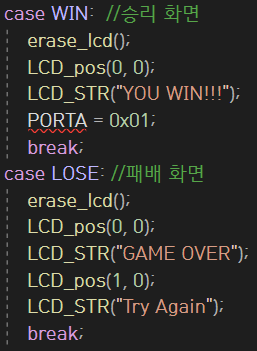 case WIN:  //승리 화면
    erase_lcd();
    LCD_pos(0, 0);
    LCD_STR("YOU WIN!!!");
    PORTA = 0x01;
    break;
case LOSE: //패배 화면
    erase_lcd();
    LCD_pos(0, 0);
    LCD_STR("GAME OVER");
    LCD_pos(1, 0);
    LCD_STR("Try Again");
    break;